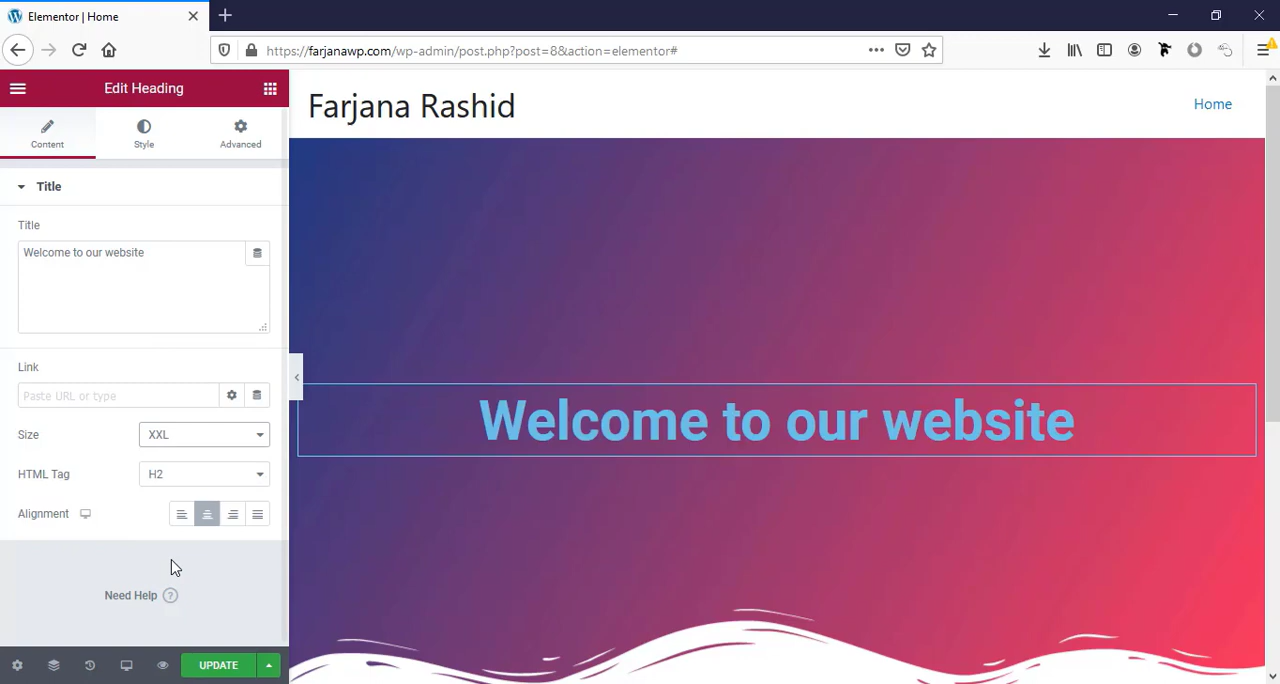 Elementor | Home
https://farjanawp.com/wp-admin/post.php?post=8&action=elementor#
Edit Heading
Content
Style
Advanced
Title
Title
Welcome to our website
Link
Paste URL or type
Size
XXL
HTML Tag
H2
Alignment
Need Help ?
UPDATE
Farjana Rashid
Home
Welcome to our website